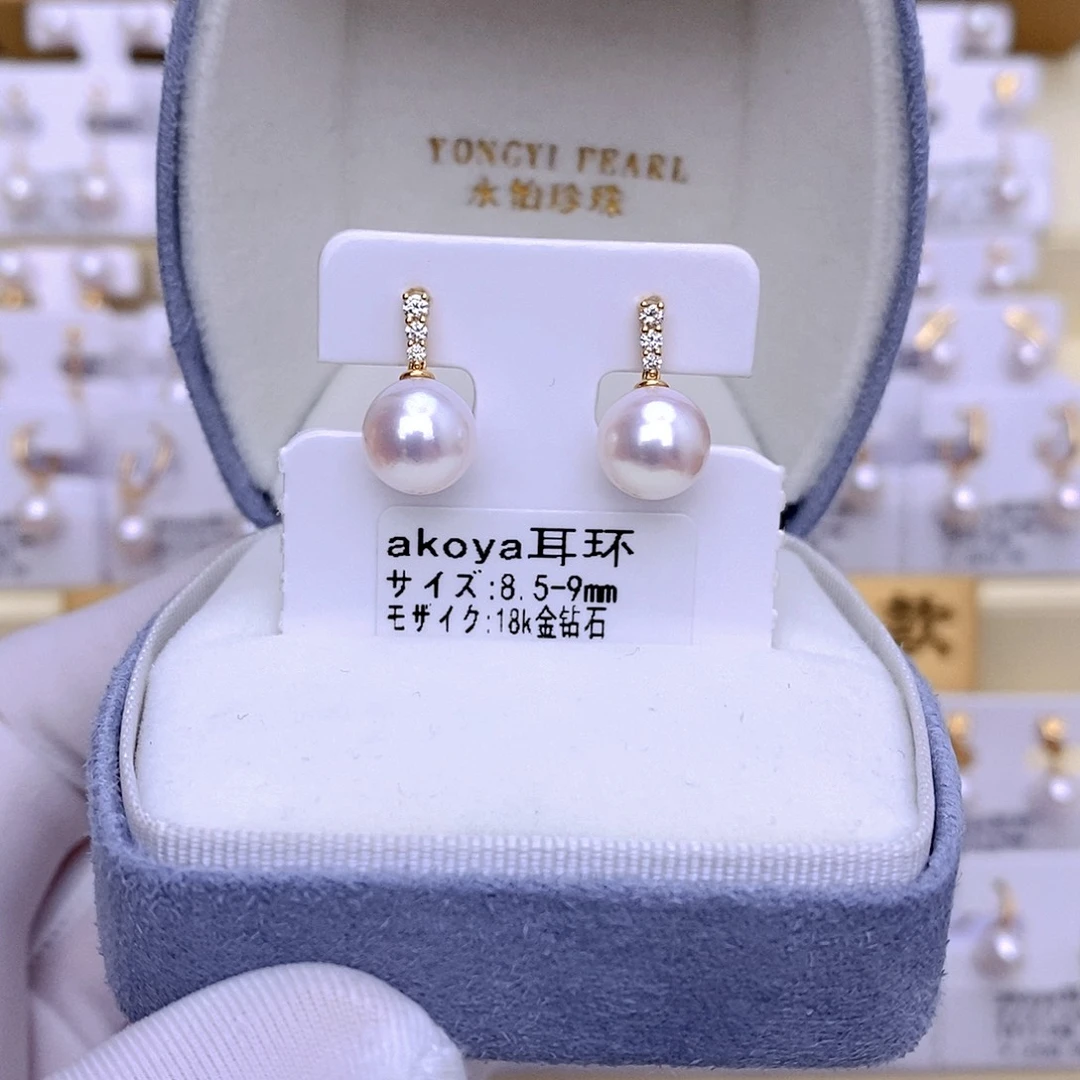 YONGYI PEARL
永怡珍珠
akoya耳环
サイズ:8.5-9mm
モザイク:18k金钻石
款